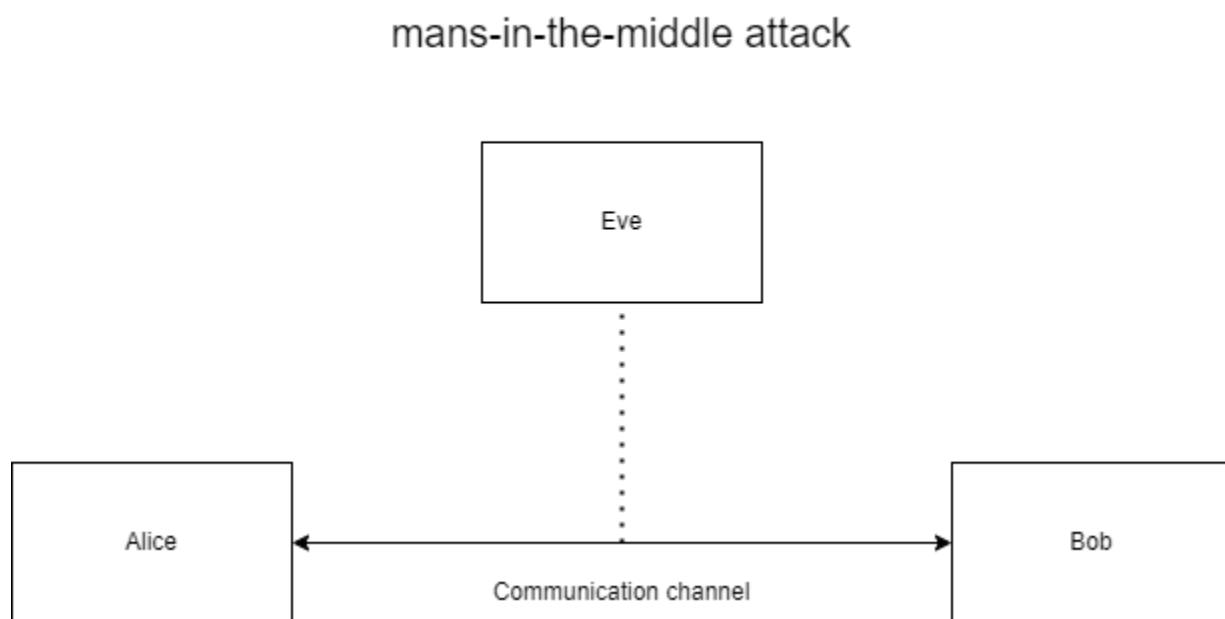 mans-in-the-middle attack
Eve
Alice
Bob
Communication channel